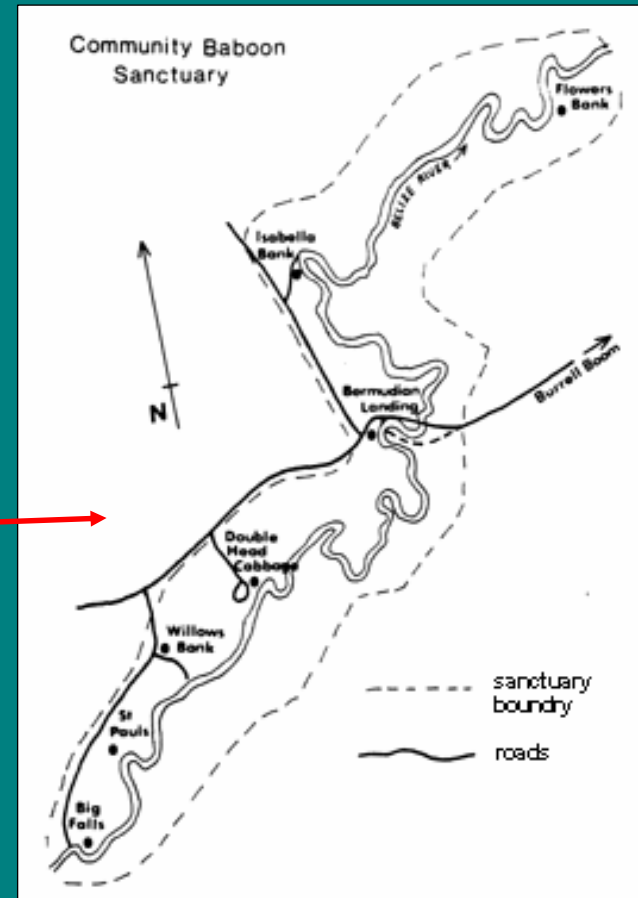 Community Baboon
Sanctuary
Flowers
Bank
BELIZE RIVER
Isabella
Bank
Bermudian
Landing
Burrell Boom
N
Double
Head
Cabbage
Willows
Bank
St
Pauls
Big
Falls
sanctuary
boundry
roads